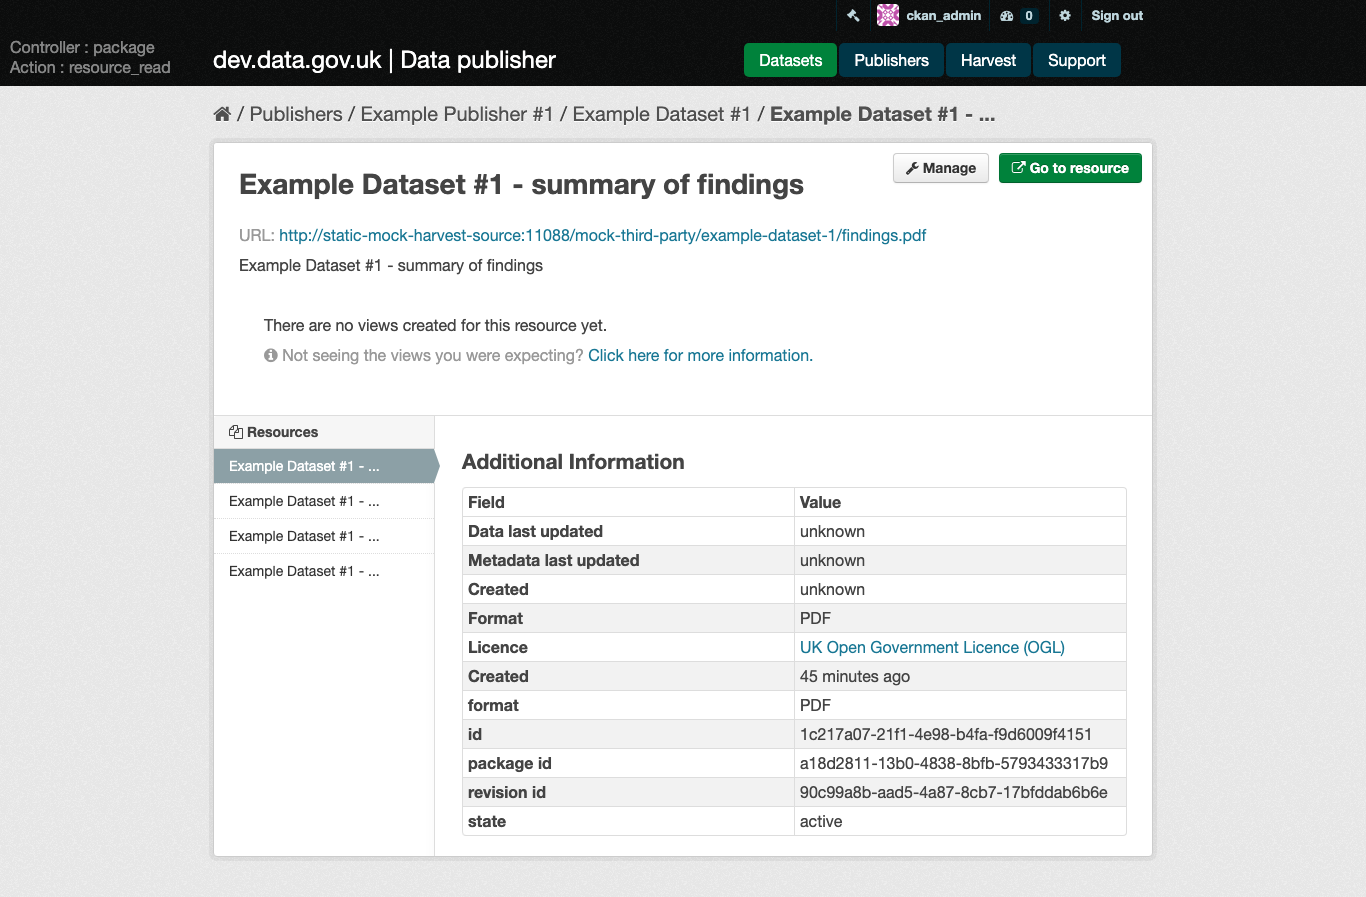 ckan_admin 0 Sign out
Controller : package
Action : resource_read
dev.data.gov.uk | Data publisher
Datasets Publishers Harvest Support
/ Publishers / Example Publisher #1 / Example Dataset #1 / Example Dataset #1 - ...
Manage Go to resource
Example Dataset #1 - summary of findings
URL: http://static-mock-harvest-source:11088/mock-third-party/example-dataset-1/findings.pdf
Example Dataset #1 - summary of findings
There are no views created for this resource yet.
Not seeing the views you were expecting? Click here for more information.
Resources
Example Dataset #1 - ...
Example Dataset #1 - ...
Example Dataset #1 - ...
Example Dataset #1 - ...
Additional Information
Field Value
Data last updated unknown
Metadata last updated unknown
Created unknown
Format PDF
Licence UK Open Government Licence (OGL)
Created 45 minutes ago
format PDF
id 1c217a07-21f1-4e98-b4fa-f9d6009f4151
package id a18d2811-13b0-4838-8bfb-5793433317b9
revision id 90c99a8b-aad5-4a87-8cb7-17bfddab6b6e
state active